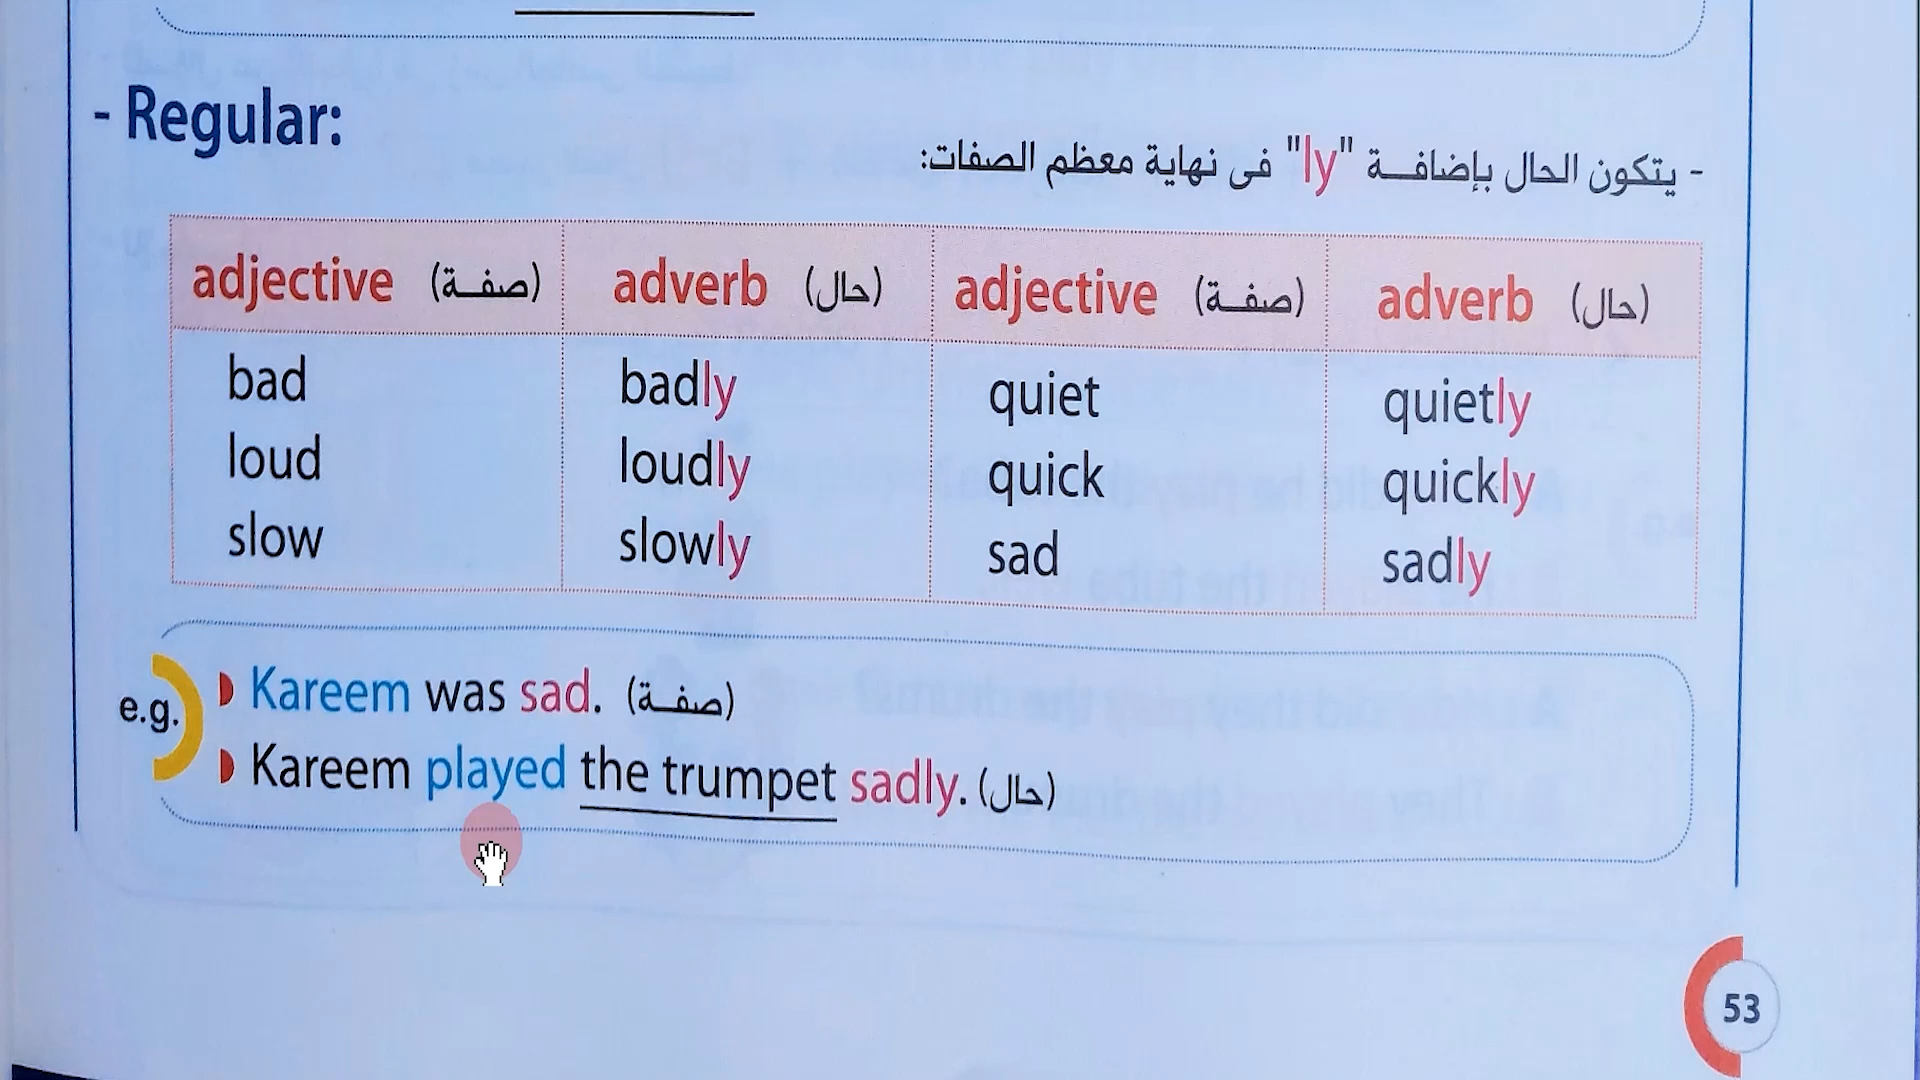 - Regular:
- يتكون الحال بإضافة "ly" فى نهاية معظم الصفات:
adjective (صفة) adverb (حال) adjective (صفة) adverb (حال)
bad badly quiet quietly
loud loudly quick quickly
slow slowly sad sadly
e.g.
Kareem was sad. (صفة)
Kareem played the trumpet sadly. (حال)
53